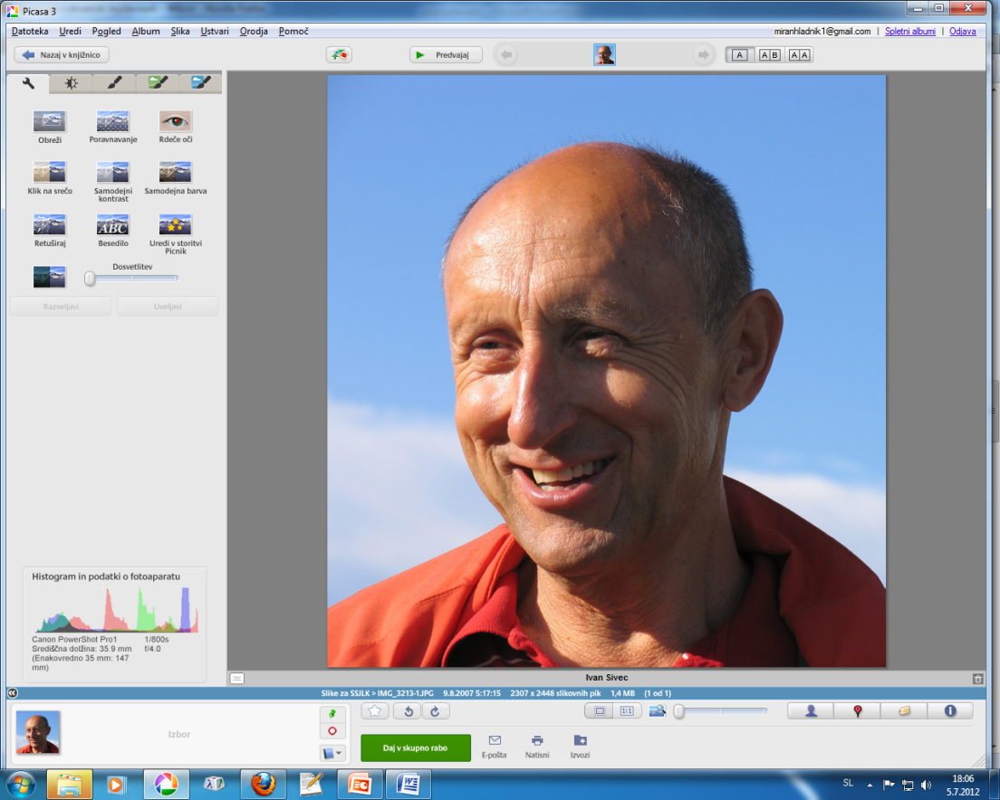 Picasa 3
Datoteka Uredi Pogled Album Slika Ustvari Orodja Pomoč
miranhladnik1@gmail.com | Spletni albumi | Odjava
Nazaj v knjižnico
Predvajaj
A
A B
A A
Obreži
Poravnavanje
Rdeče oči
Klik na srečo
Samodejni
kontrast
Samodejna barva
ABC
Retuširaj
Besedilo
Uredi v storitvi
Picnik
Dosvetlitev
Razveljavi
Uveljavi
Histogram in podatki o fotoaparatu
Canon PowerShot Pro1 1/800s
Središčna dolžina: 35.9 mm f/4.0
(Enakovredno 35 mm: 147
mm)
Ivan Sivec
Slike za SSJLK > IMG_3213-1.JPG 9.8.2007 5:17:15 2307 x 2448 slikovnih pik 1,4 MB (1 od 1)
Izbor
1:1
Daj v skupno rabo
E-pošta
Natisni
Izvozi
SL
18:06
5.7.2012